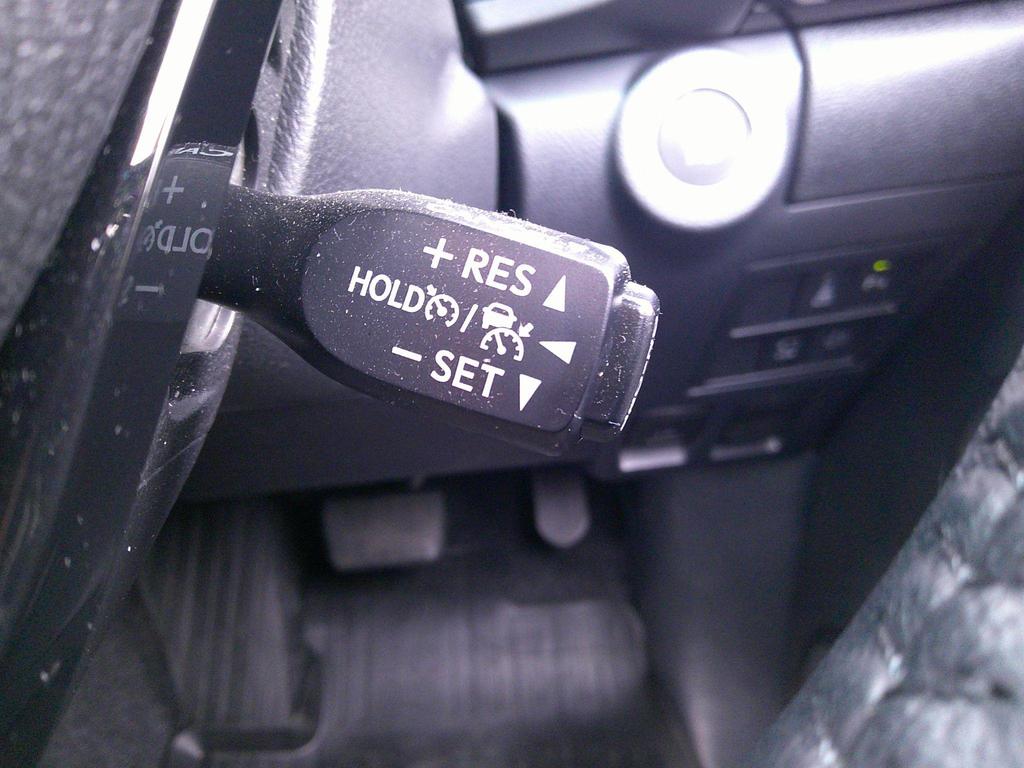 + RES
HOLD /
− SET